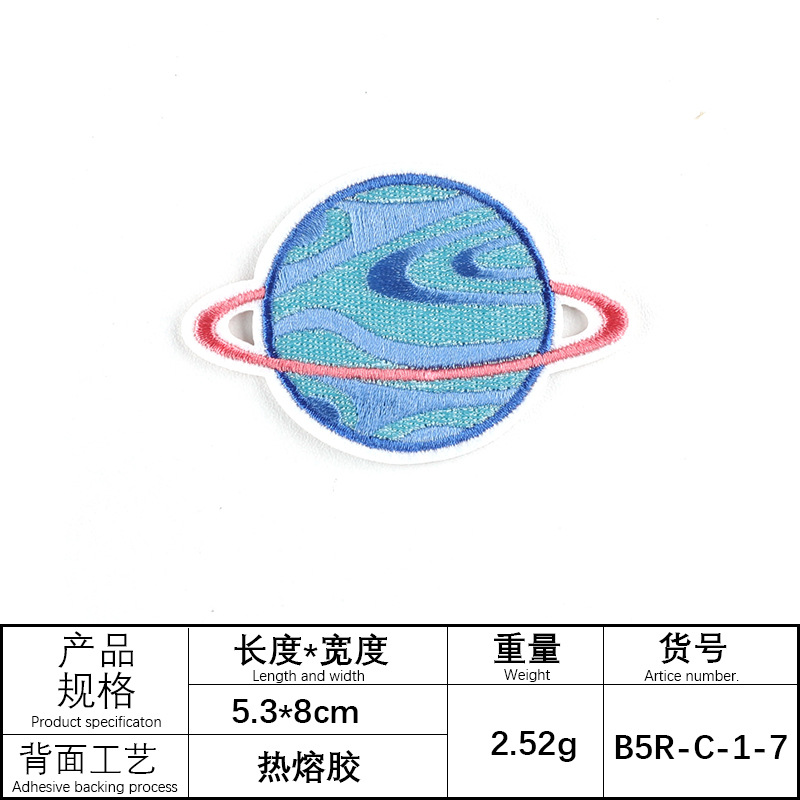 产品
规格
Product specificaton
长度*宽度
Length and width
重量
Weight
货号
Artice number.
5.3*8cm
2.52g
B5R-C-1-7
背面工艺
Adhesive backing process
热熔胶